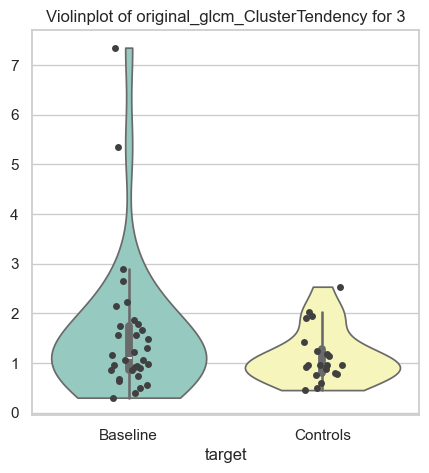 Violinplot of original_glcm_ClusterTendency for 3
7
6
5
4
3
2
1
0
Baseline Controls
target